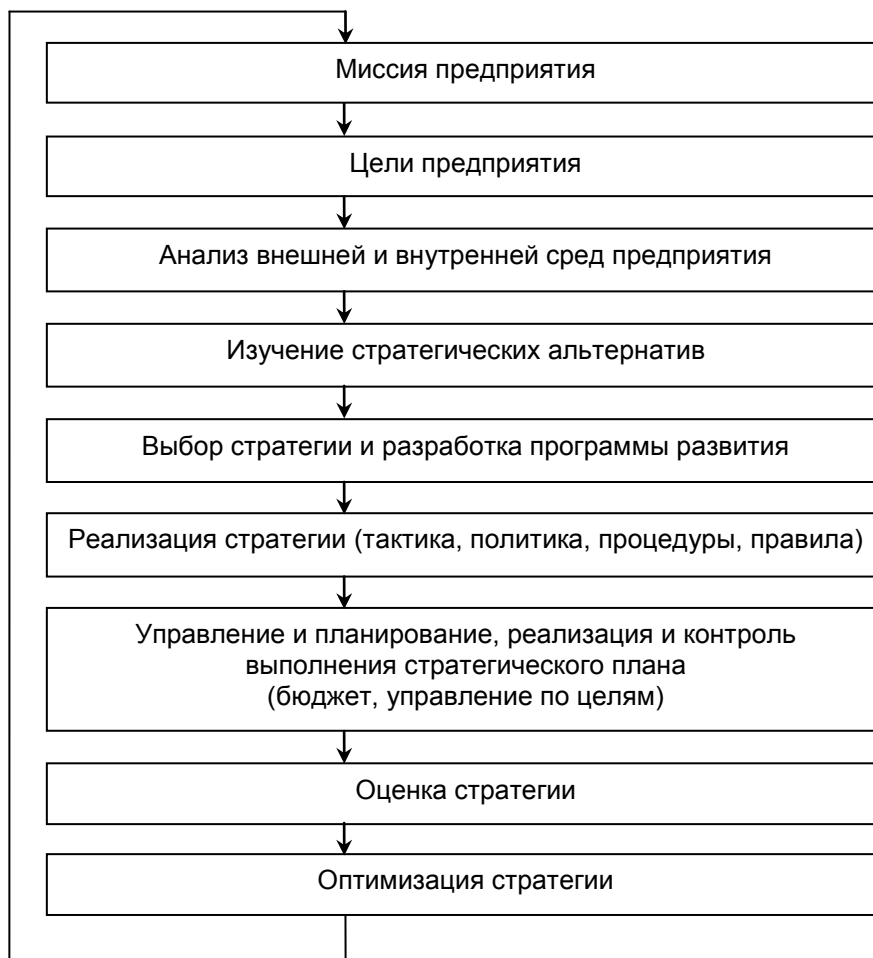 Миссия предприятия
Цели предприятия
Анализ внешней и внутренней сред предприятия
Изучение стратегических альтернатив
Выбор стратегии и разработка программы развития
Реализация стратегии (тактика, политика, процедуры, правила)
Управление и планирование, реализация и контроль
выполнения стратегического плана
(бюджет, управление по целям)
Оценка стратегии
Оптимизация стратегии